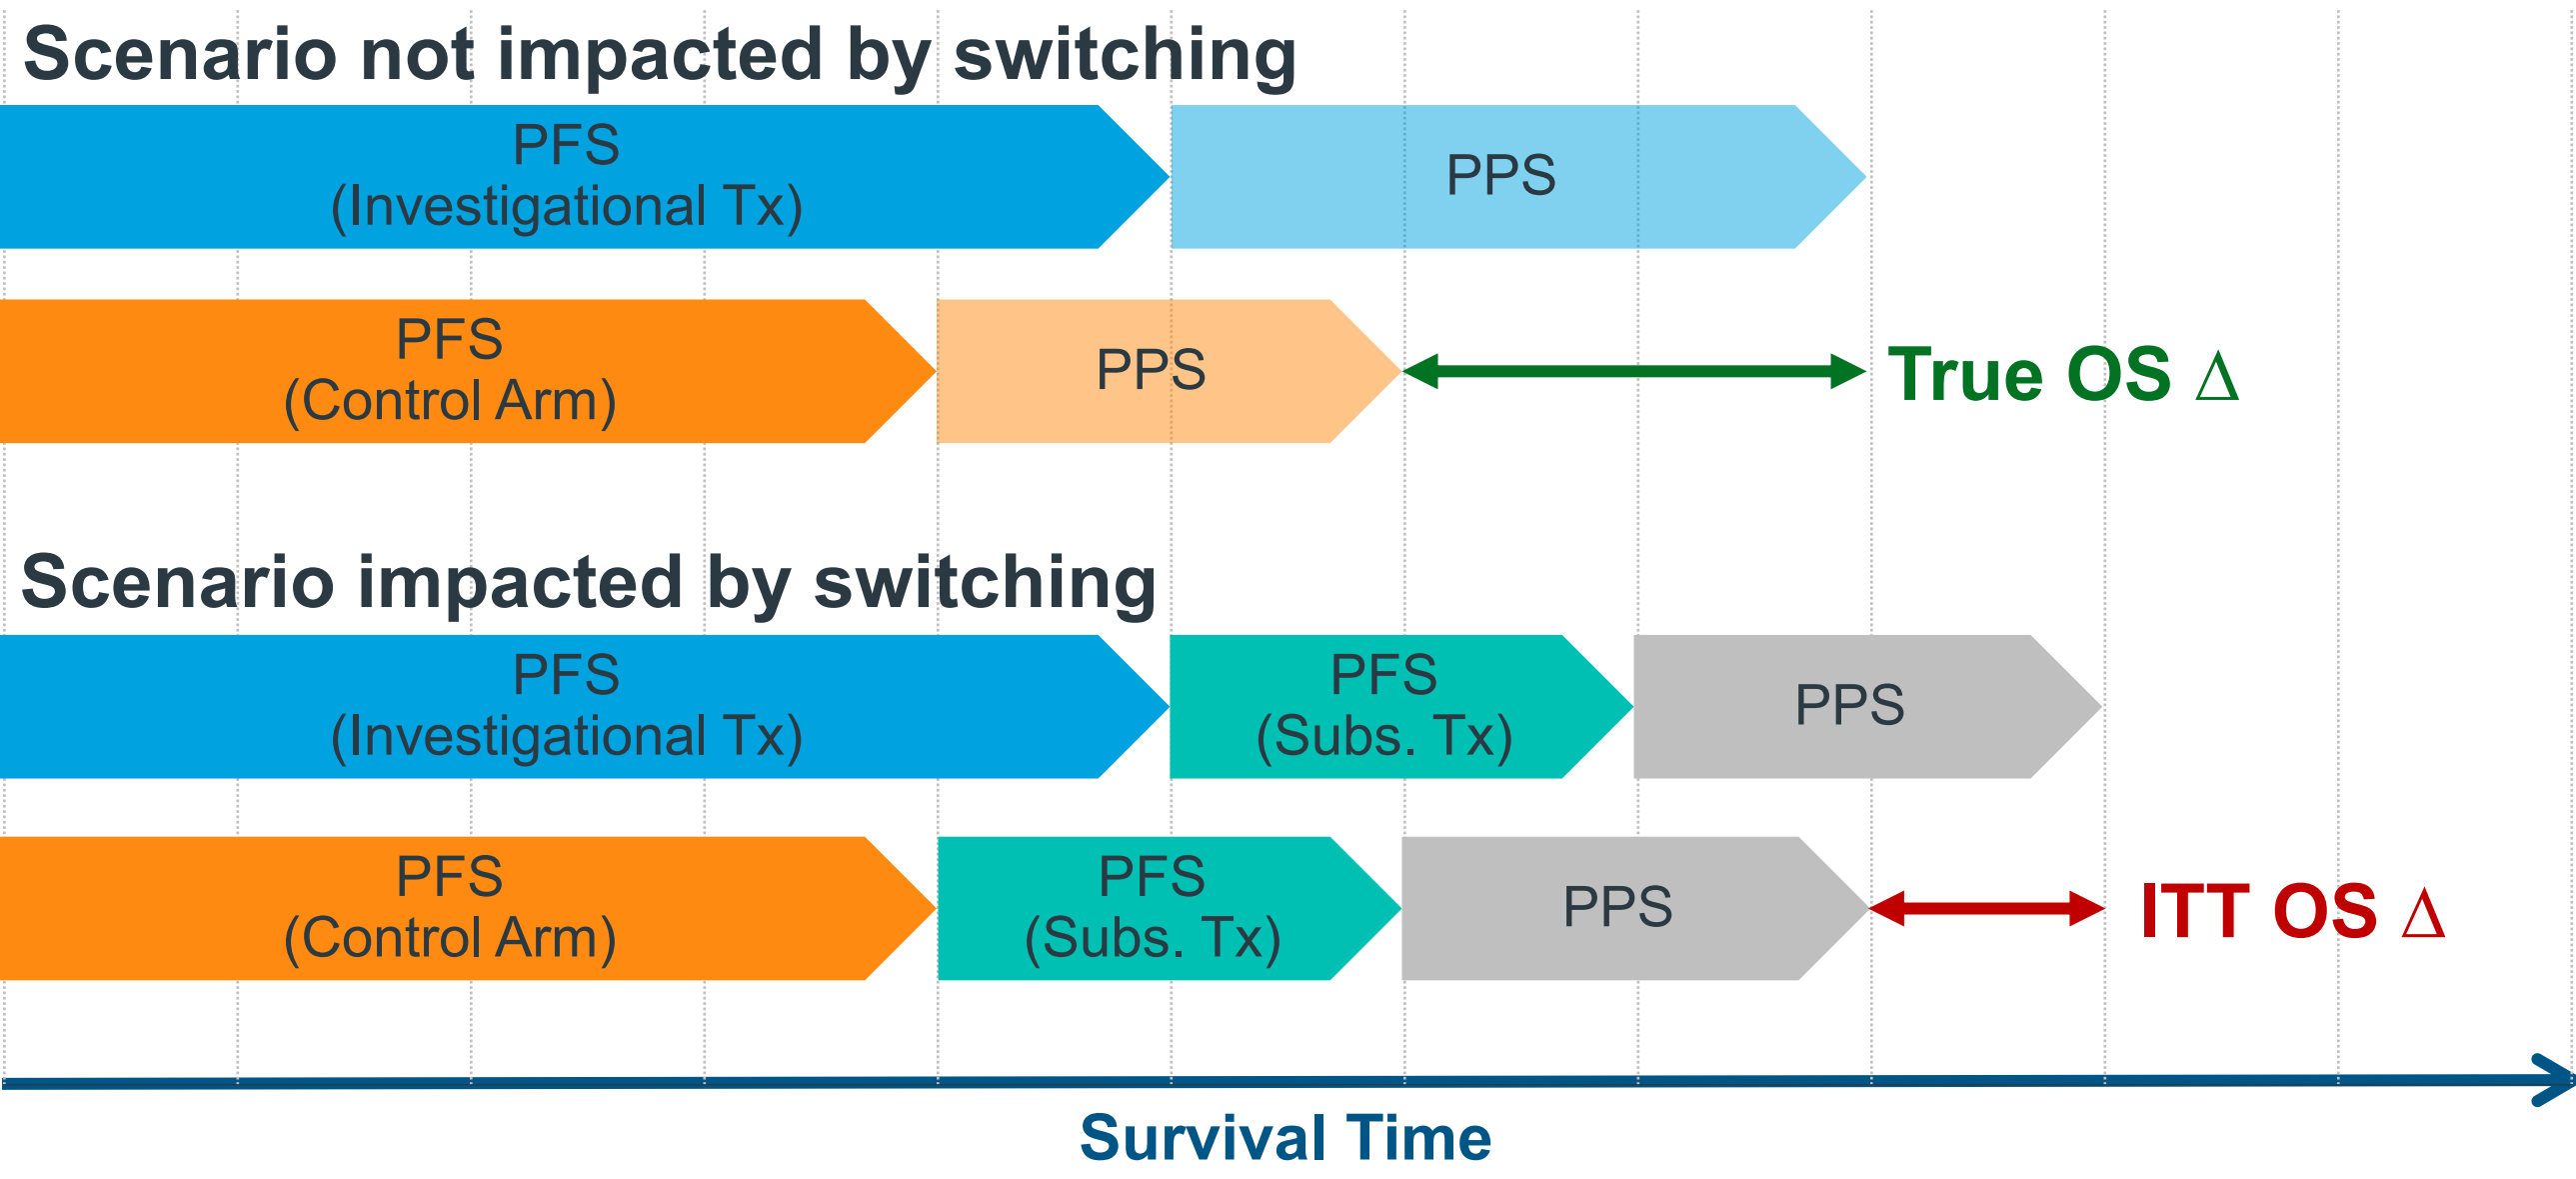 Scenario not impacted by switching
PFS
(Investigational Tx)
PPS
PFS
(Control Arm)
PPS
True OS Δ
Scenario impacted by switching
PFS
(Investigational Tx)
PFS
(Subs. Tx)
PPS
PFS
(Control Arm)
PFS
(Subs. Tx)
PPS
ITT OS Δ
Survival Time